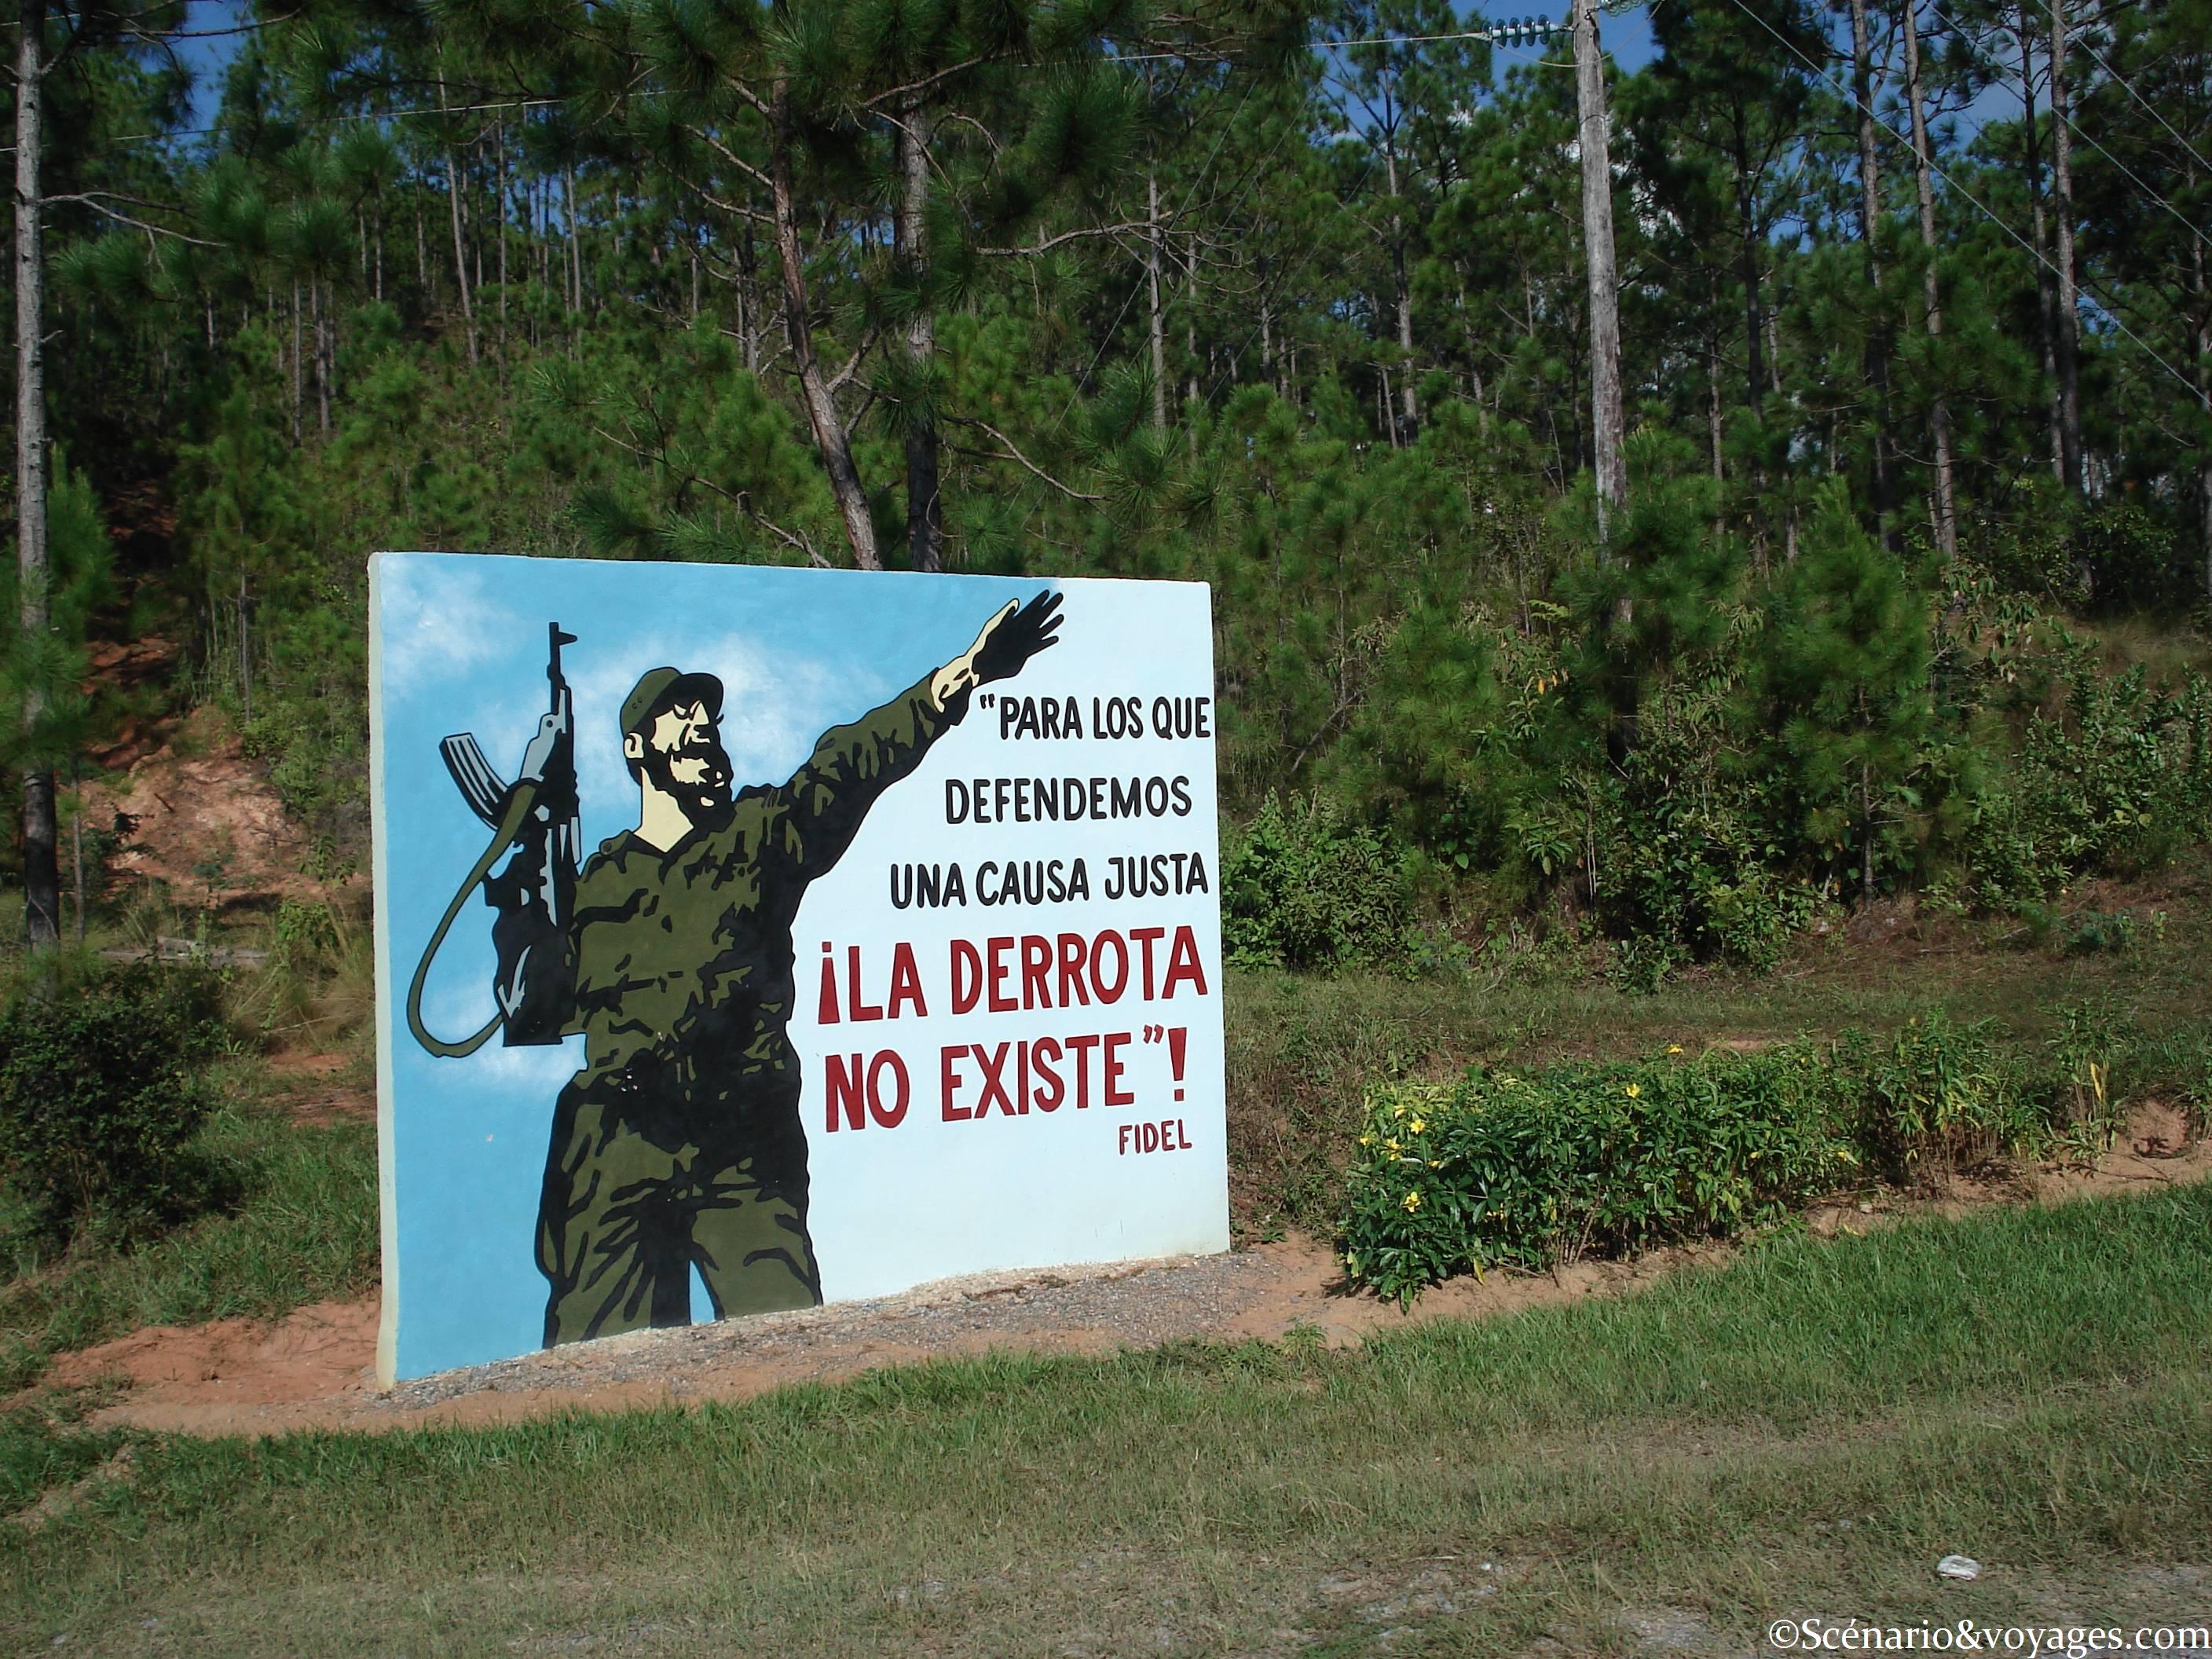 "PARA LOS QUE
DEFENDEMOS
UNA CAUSA JUSTA
¡LA DERROTA
NO EXISTE"!
FIDEL
©Scénario&voyages.com